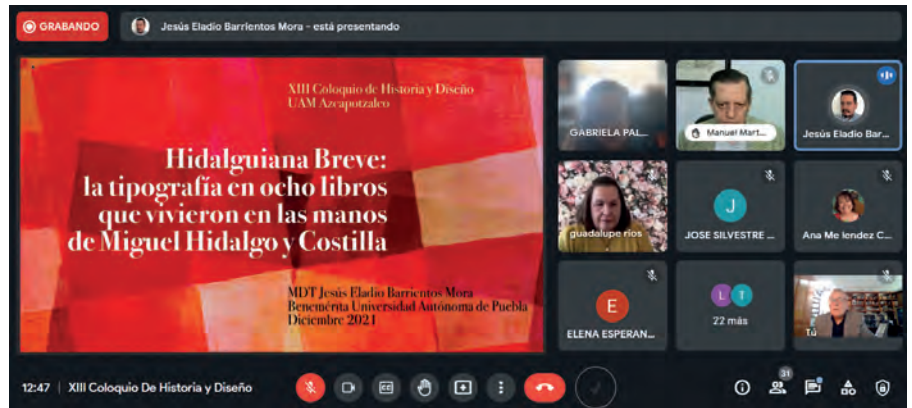 GRABANDO
Jesús Eladio Barrientos Mora - está presentando
XIII Coloquio de Historia y Diseño
UAM Azcapotzalco
Hidalguiana Breve:
la tipografía en ocho libros
que vivieron en las manos
de Miguel Hidalgo y Costilla
MDT Jesús Eladio Barrientos Mora
Benemérita Universidad Autónoma de Puebla
Diciembre 2021
GABRIELA PAL...
Manuel Mart...
Jesús Eladio Bar...
guadalupe rios
J
JOSE SILVESTRE ...
Ana Me lendez C...
E
ELENA ESPERAN...
L T
22 más
Tú
12:47 | XIII Coloquio De Historia y Diseño
CC
31